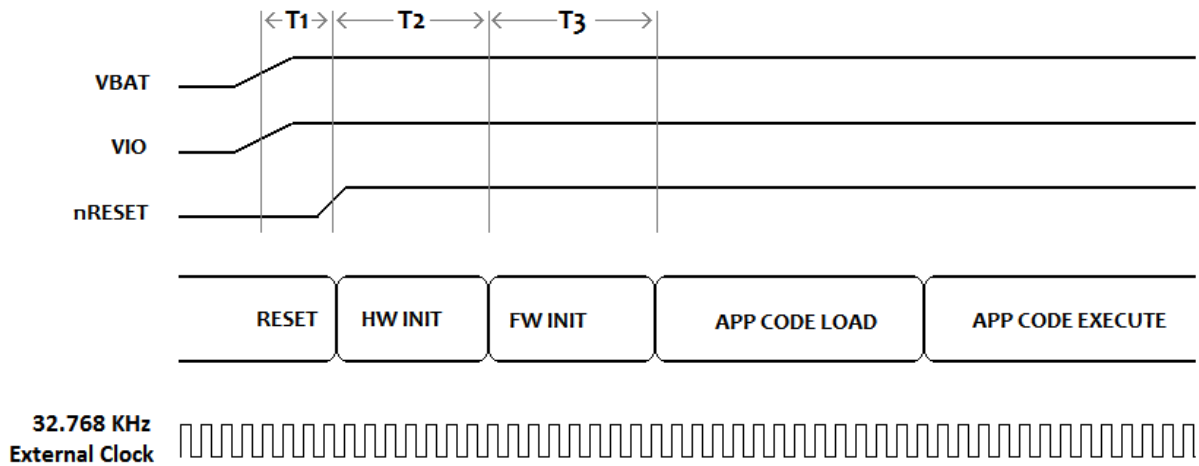 T1 T2 T3
VBAT
VIO
nRESET
RESET HW INIT FW INIT APP CODE LOAD APP CODE EXECUTE
32.768 KHz
External Clock